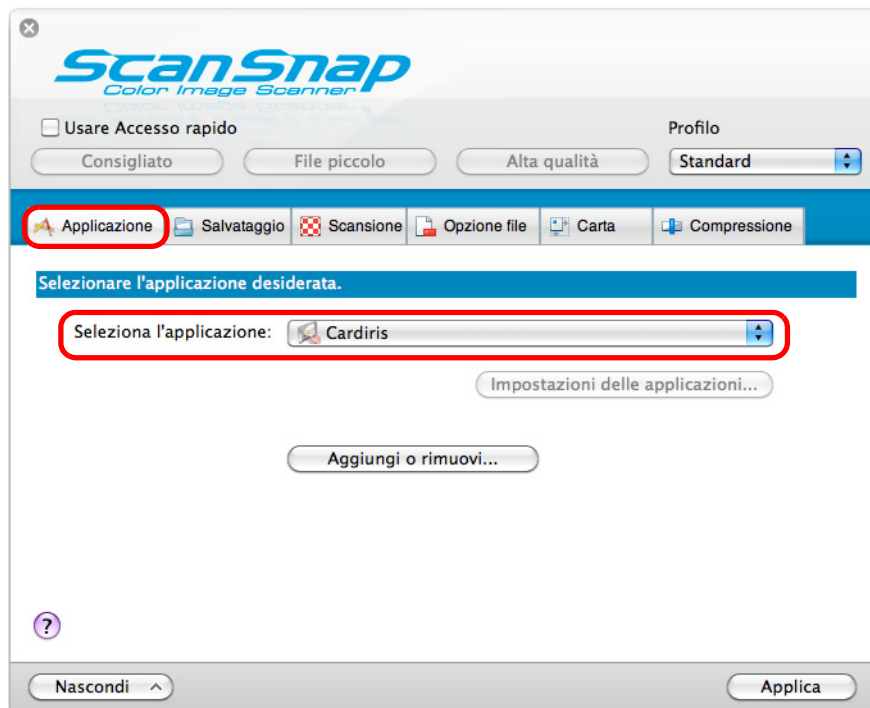 ScanSnap
Color Image Scanner
Usare Accesso rapido
Profilo
Consigliato
File piccolo
Alta qualità
Standard
Applicazione
Salvataggio
Scansione
Opzione file
Carta
Compressione
Selezionare l'applicazione desiderata.
Seleziona l'applicazione:
Cardiris
Impostazioni delle applicazioni...
Aggiungi o rimuovi...
?
Nascondi
Applica